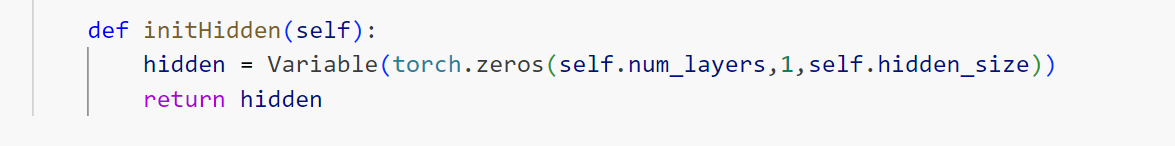 def initHidden(self):
hidden = Variable(torch.zeros(self.num_layers,1,self.hidden_size))
return hidden